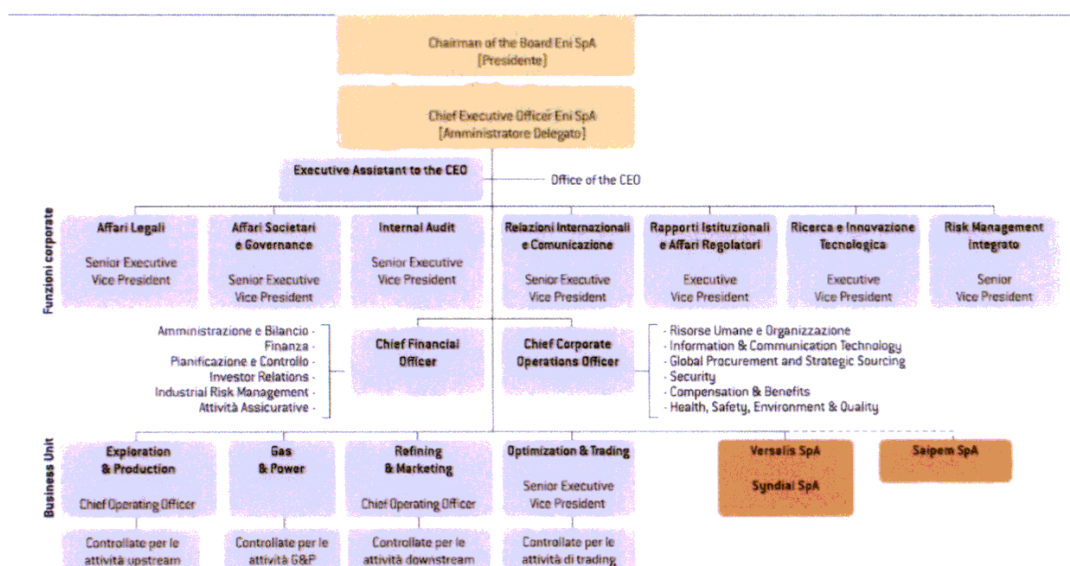 Chairman of the Board Eni SpA
[Presidente]
Chief Executive Officer Eni SpA
[Amministratore Delegato]
Executive Assistant to the CEO
Office of the CEO
Funzioni corporate
Affari Legali
Senior Executive
Vice President
Affari Societari
e Governance
Senior Executive
Vice President
Internal Audit
Senior Executive
Vice President
Relazioni Internazionali
e Comunicazione
Senior Executive
Vice President
Rapporti Istituzionali
e Affari Regolatori
Executive
Vice President
Ricerca e Innovazione
Tecnologica
Executive
Vice President
Risk Management
Integrato
Senior
Vice President
Amministrazione e Bilancio -
Finanza -
Pianificazione e Controllo -
Investor Relations -
Industrial Risk Management -
Attività Assicurative -
Chief Financial
Officer
Chief Corporate
Operations Officer
- Risorse Umane e Organizzazione
- Information & Communication Technology
- Global Procurement and Strategic Sourcing
- Security
- Compensation & Benefits
- Health, Safety, Environment & Quality
Business Unit
Exploration
& Production
Chief Operating Officer
Gas
& Power
Refining
& Marketing
Chief Operating Officer
Optimization & Trading
Senior Executive
Vice President
Versalis SpA
Syndial SpA
Saipem SpA
Controllate per le
attività upstream
Controllate per le
attività G&P
Controllate per le
attività downstream
Controllate per le
attività di trading